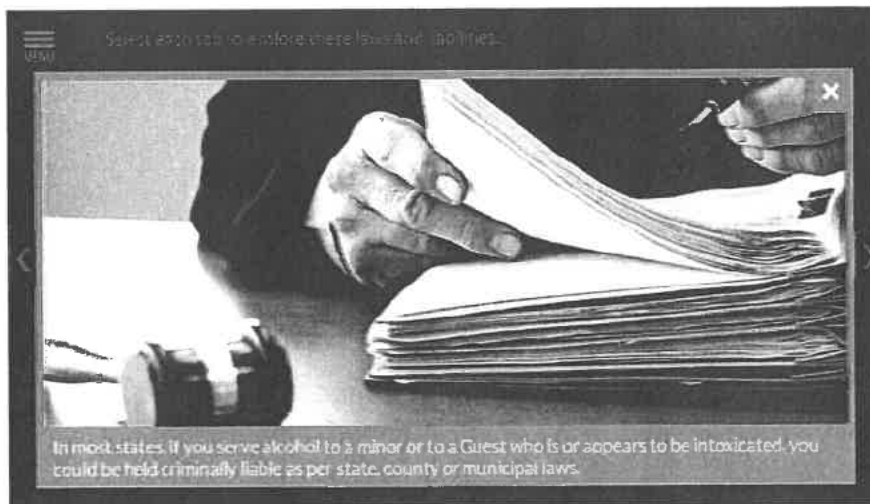 MENU
Select each tab to explore these laws and liabilities.
In most states, if you serve alcohol to a minor or to a Guest who is or appears to be intoxicated, you
could be held criminally liable as per state, county or municipal laws.